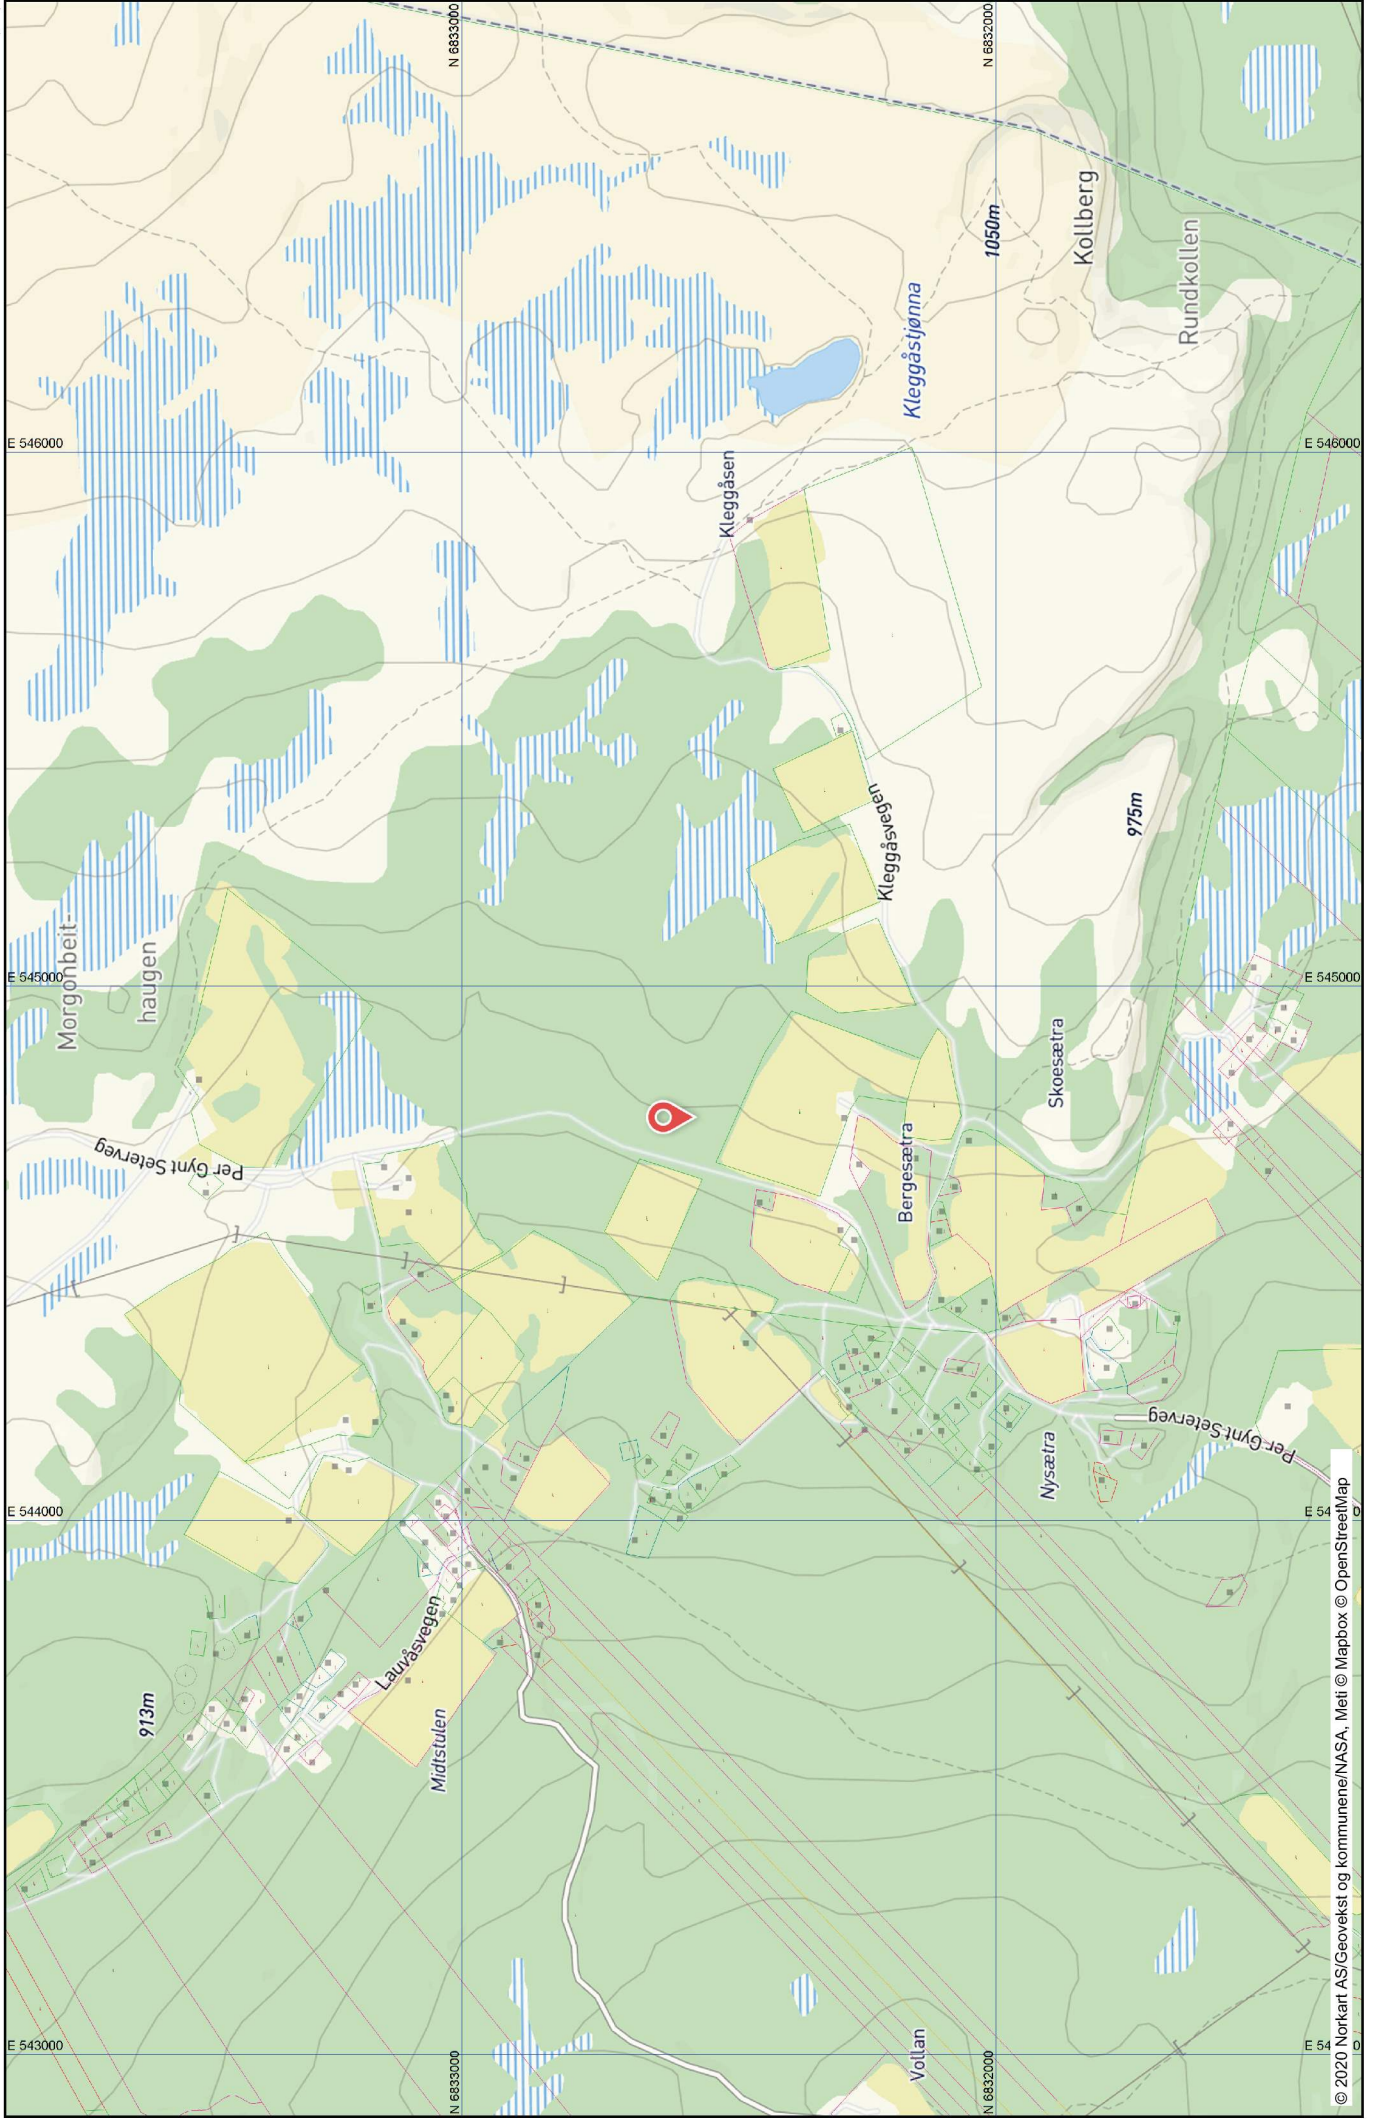 N 6833000
N 6832000
1050m
Kollberg
Rundkollen
Kleggåstjønna
E 546000
E 546000
Kleggåsen
975m
Kleggåsvegen
Morgonbeit-
haugen
E 545000
E 545000
Skoesætra
Per Gynt Seterveg
Bergesætra
Per Gynt Seterveg
Nysætra
E 544000
Lauvåsvegen
913m
Midtstulen
E 543000
Vollan
N 6833000
N 6832000
© 2020 Norkart AS/Geovekst og kommunene/NASA, Meti © Mapbox © OpenStreetMap